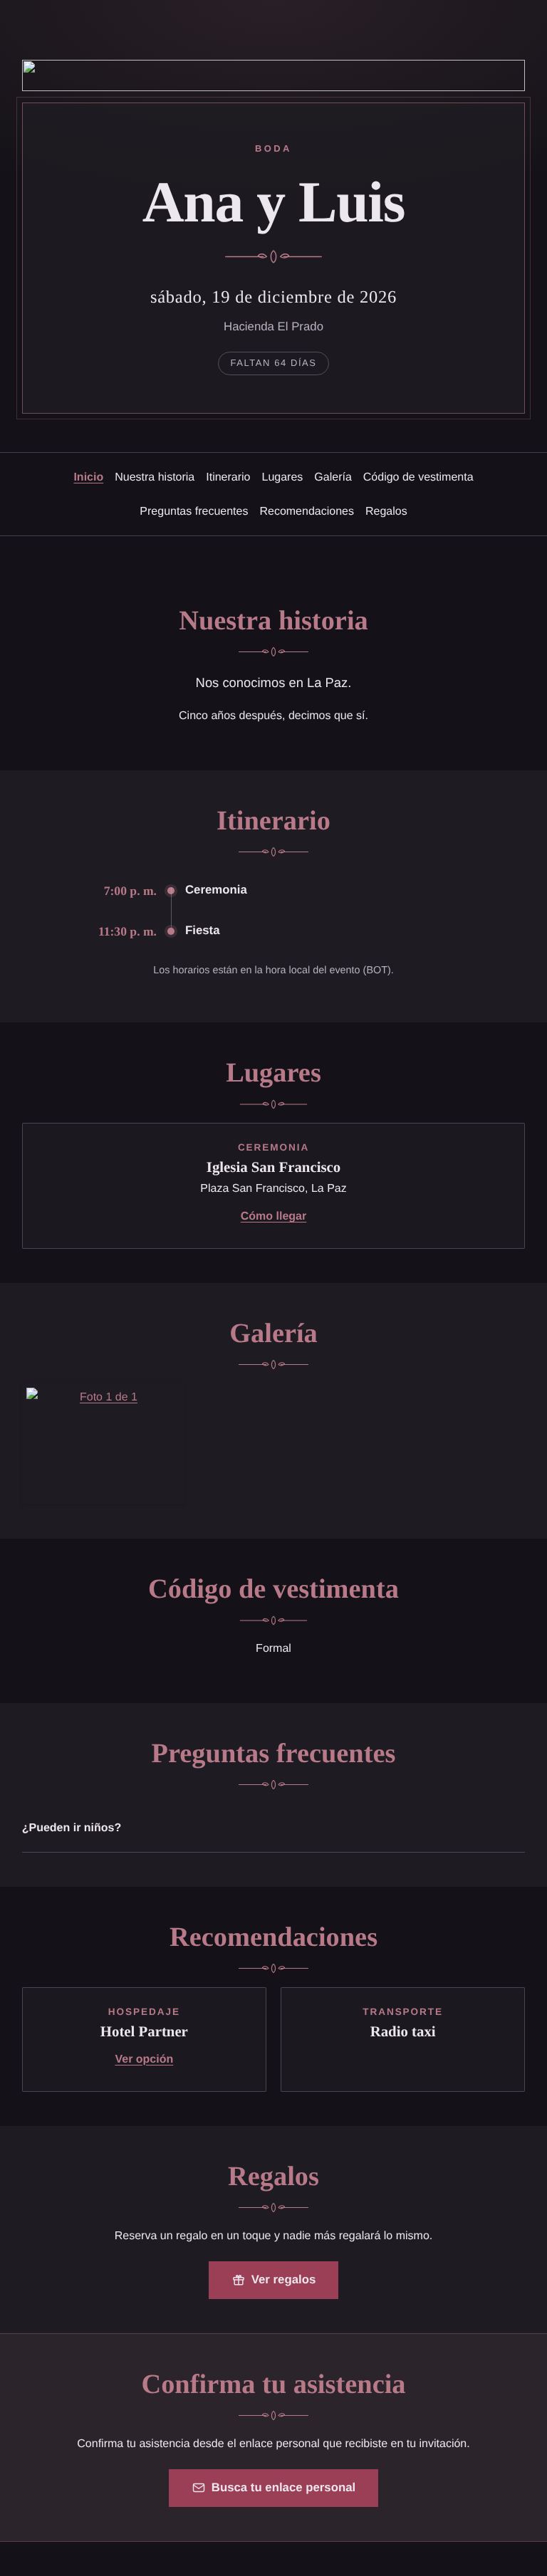 BODA
Ana y Luis
sábado, 19 de diciembre de 2026
Hacienda El Prado
FALTAN 64 DÍAS
Inicio Nuestra historia Itinerario Lugares Galería Código de vestimenta
Preguntas frecuentes Recomendaciones Regalos
Nuestra historia
Nos conocimos en La Paz.
Cinco años después, decimos que sí.
Itinerario
7:00 p. m. Ceremonia
11:30 p. m. Fiesta
Los horarios están en la hora local del evento (BOT).
Lugares
CEREMONIA
Iglesia San Francisco
Plaza San Francisco, La Paz
Cómo llegar
Galería
Foto 1 de 1
Código de vestimenta
Formal
Preguntas frecuentes
¿Pueden ir niños?
Recomendaciones
HOSPEDAJE
Hotel Partner
Ver opción
TRANSPORTE
Radio taxi
Regalos
Reserva un regalo en un toque y nadie más regalará lo mismo.
Ver regalos
Confirma tu asistencia
Confirma tu asistencia desde el enlace personal que recibiste en tu invitación.
Busca tu enlace personal